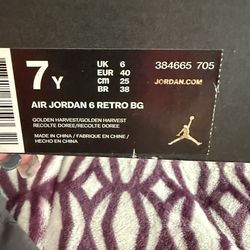 7 Y
UK 6
EUR 40
CM 25
BR 38
384665 705
JORDAN.COM
AIR JORDAN 6 RETRO BG
GOLDEN HARVEST/GOLDEN HARVEST
RECOLTE DOREE/RECOLTE DOREE
MADE IN CHINA / FABRIQUE EN CHINE /
HECHO EN CHINA